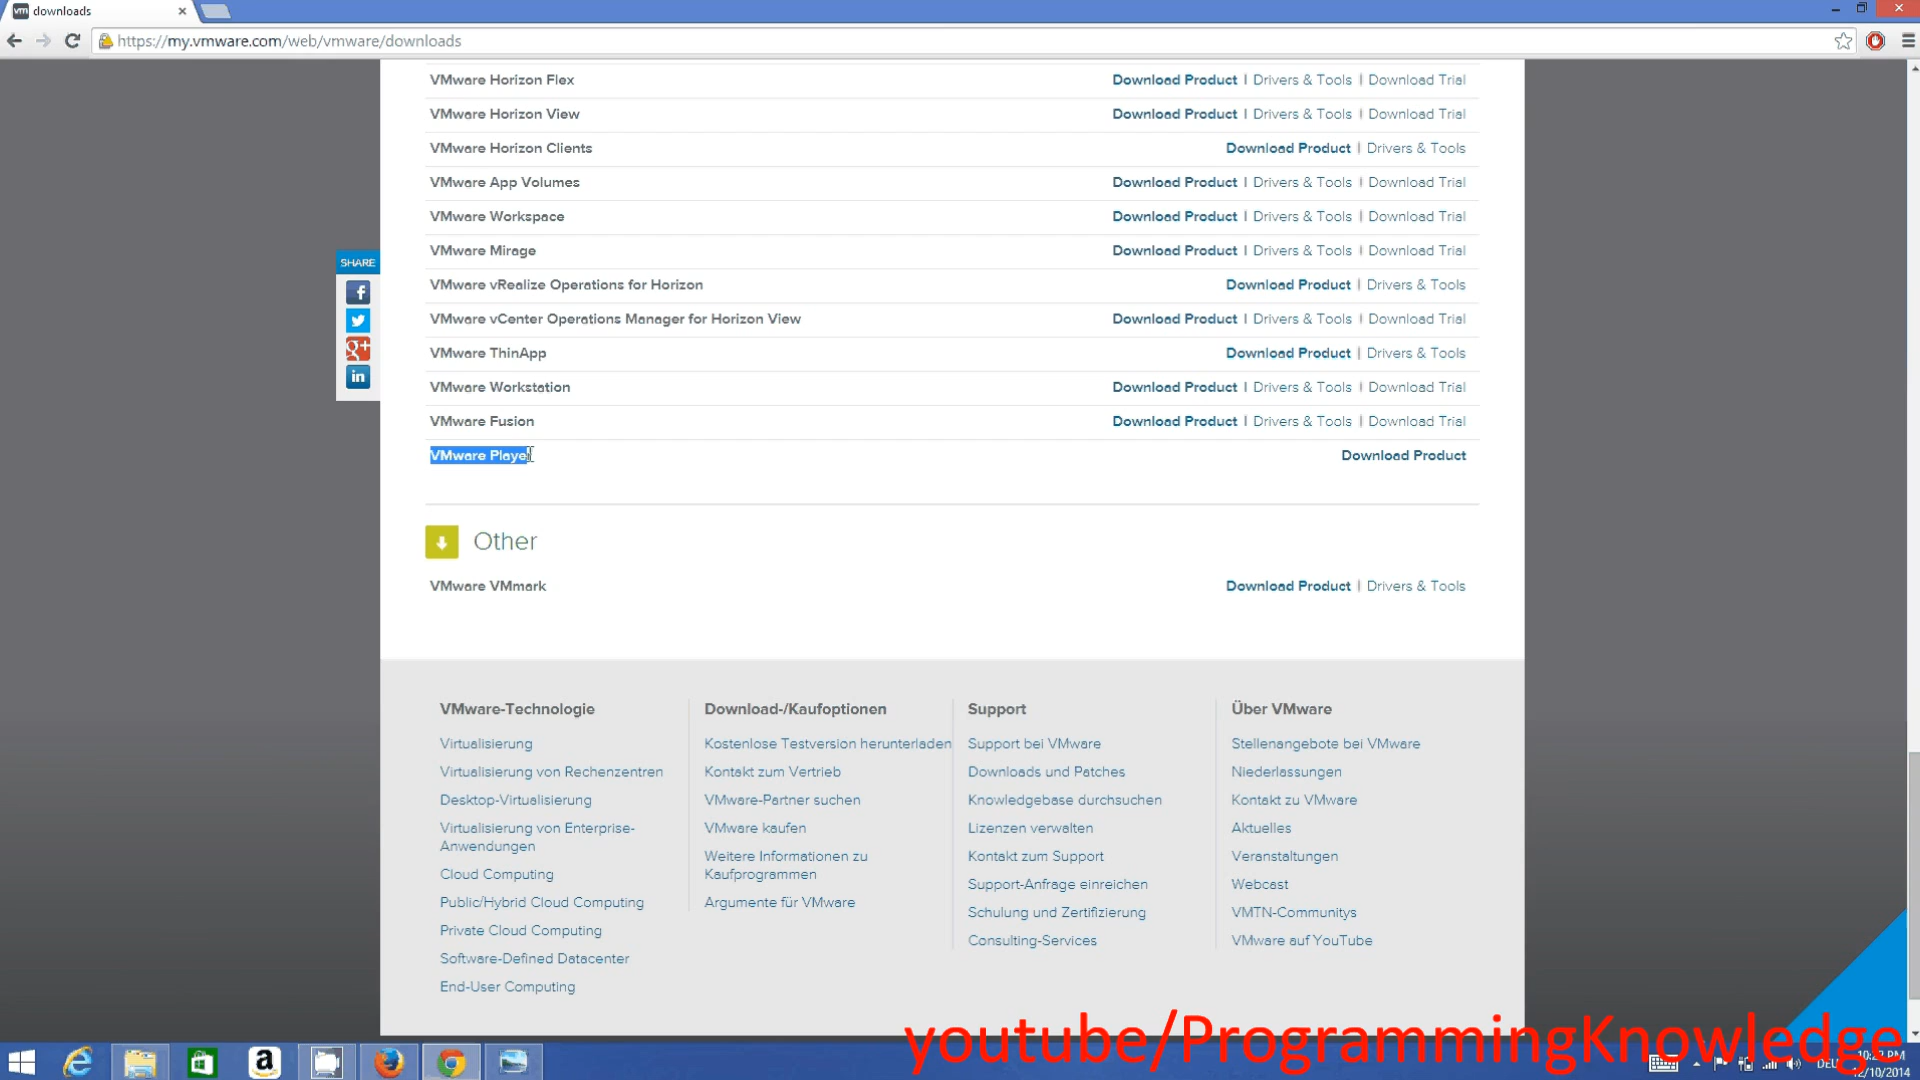 downloads
https://my.vmware.com/web/vmware/downloads
VMware Horizon Flex Download Product | Drivers & Tools | Download Trial
VMware Horizon View Download Product | Drivers & Tools | Download Trial
VMware Horizon Clients Download Product | Drivers & Tools
VMware App Volumes Download Product | Drivers & Tools | Download Trial
VMware Workspace Download Product | Drivers & Tools | Download Trial
VMware Mirage Download Product | Drivers & Tools | Download Trial
SHARE
VMware vRealize Operations for Horizon Download Product | Drivers & Tools
VMware vCenter Operations Manager for Horizon View Download Product | Drivers & Tools | Download Trial
VMware ThinApp Download Product | Drivers & Tools
VMware Workstation Download Product | Drivers & Tools | Download Trial
VMware Fusion Download Product | Drivers & Tools | Download Trial
VMware Player Download Product
Other
VMware VMmark Download Product | Drivers & Tools
VMware-Technologie
Virtualisierung
Virtualisierung von Rechenzentren
Desktop-Virtualisierung
Virtualisierung von Enterprise-
Anwendungen
Cloud Computing
Public/Hybrid Cloud Computing
Private Cloud Computing
Software-Defined Datacenter
End-User Computing
Download-/Kaufoptionen
Kostenlose Testversion herunterladen
Kontakt zum Vertrieb
VMware-Partner suchen
VMware kaufen
Weitere Informationen zu
Kaufprogrammen
Argumente für VMware
Support
Support bei VMware
Downloads und Patches
Knowledgebase durchsuchen
Lizenzen verwalten
Kontakt zum Support
Support-Anfrage einreichen
Schulung und Zertifizierung
Consulting-Services
Über VMware
Stellenangebote bei VMware
Niederlassungen
Kontakt zu VMware
Aktuelles
Veranstaltungen
Webcast
VMTN-Communitys
VMware auf YouTube
youtube/ProgrammingKnowledge
DEU
10:22 PM
12/10/2014